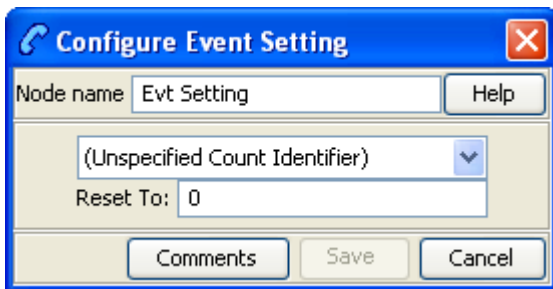 Configure Event Setting
Node name Evt Setting Help
(Unspecified Count Identifier)
Reset To: 0
Comments Save Cancel